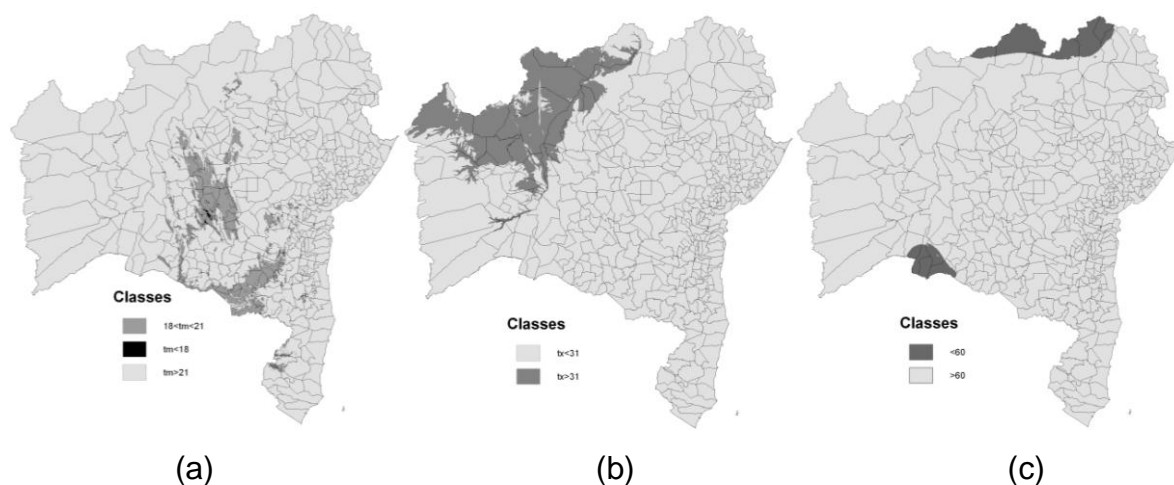 Classes
18<tm<21
tm<18
tm>21
Classes
tx<31
tx>31
Classes
<60
>60
(a)
(b)
(c)